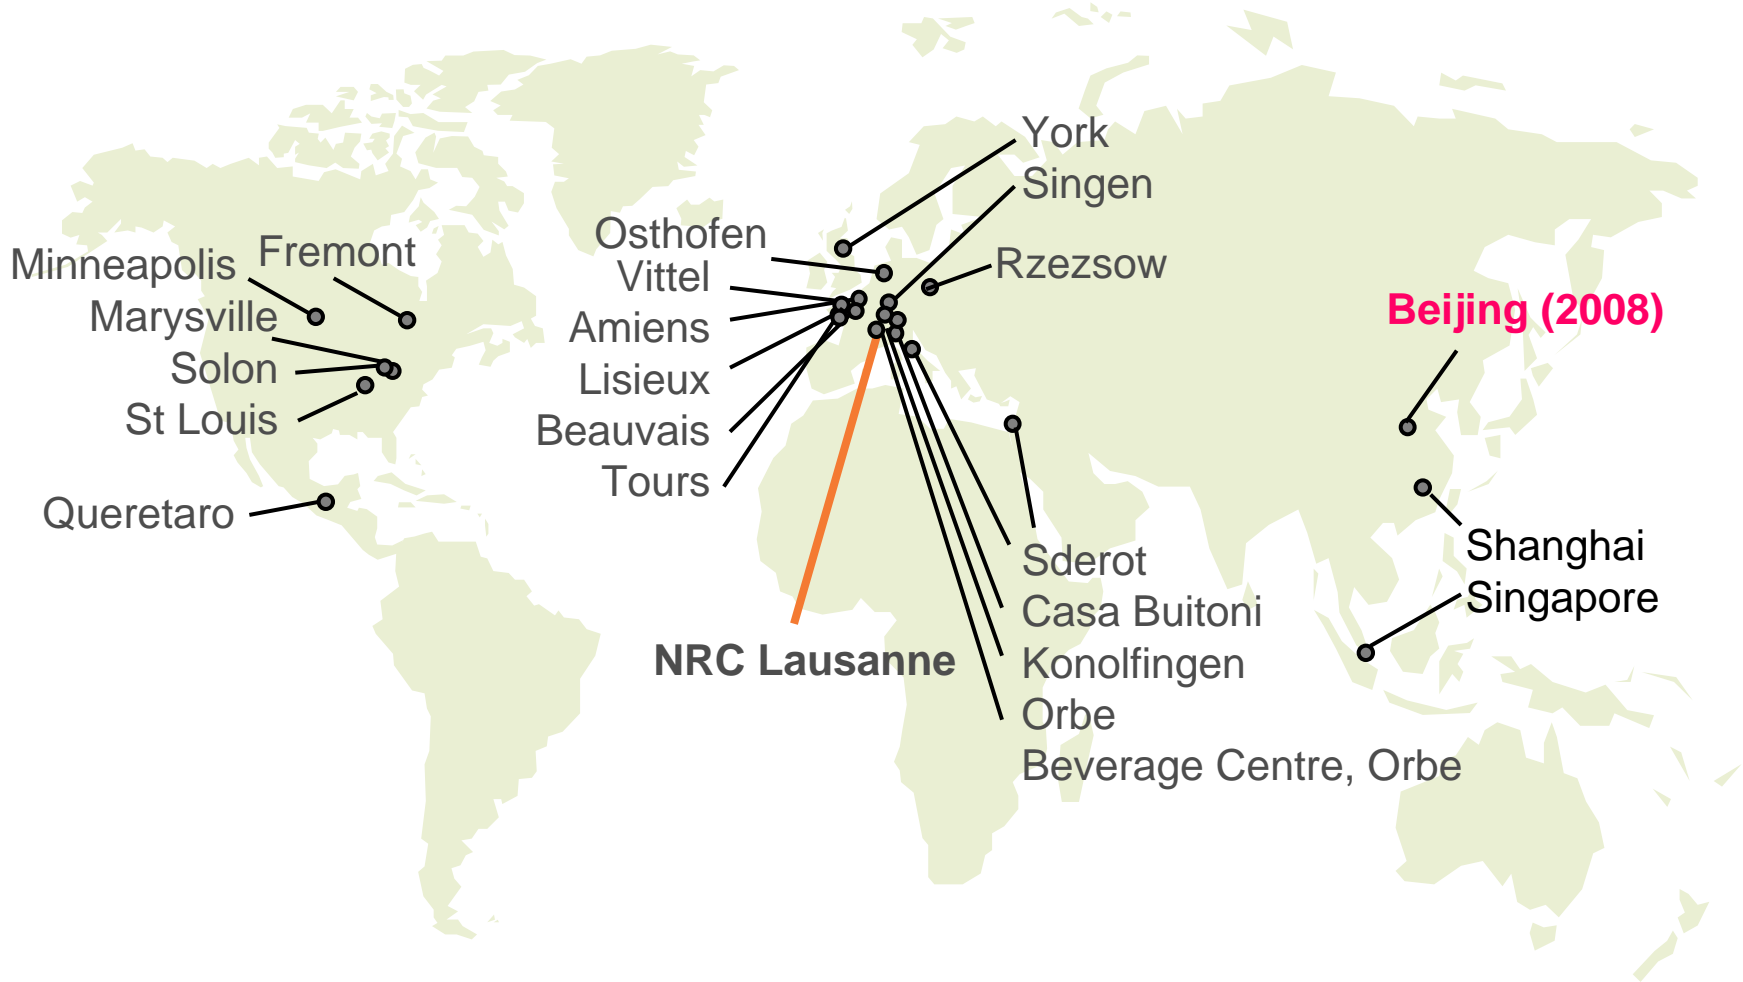 York
Singen
Osthofen
Vittel
Rzezsow
Minneapolis
Fremont
Marysville
Solon
St Louis
Queretaro
Amiens
Lisieux
Beauvais
Tours
Beijing (2008)
Shanghai
Singapore
NRC Lausanne
Sderot
Casa Buitoni
Konolfingen
Orbe
Beverage Centre, Orbe